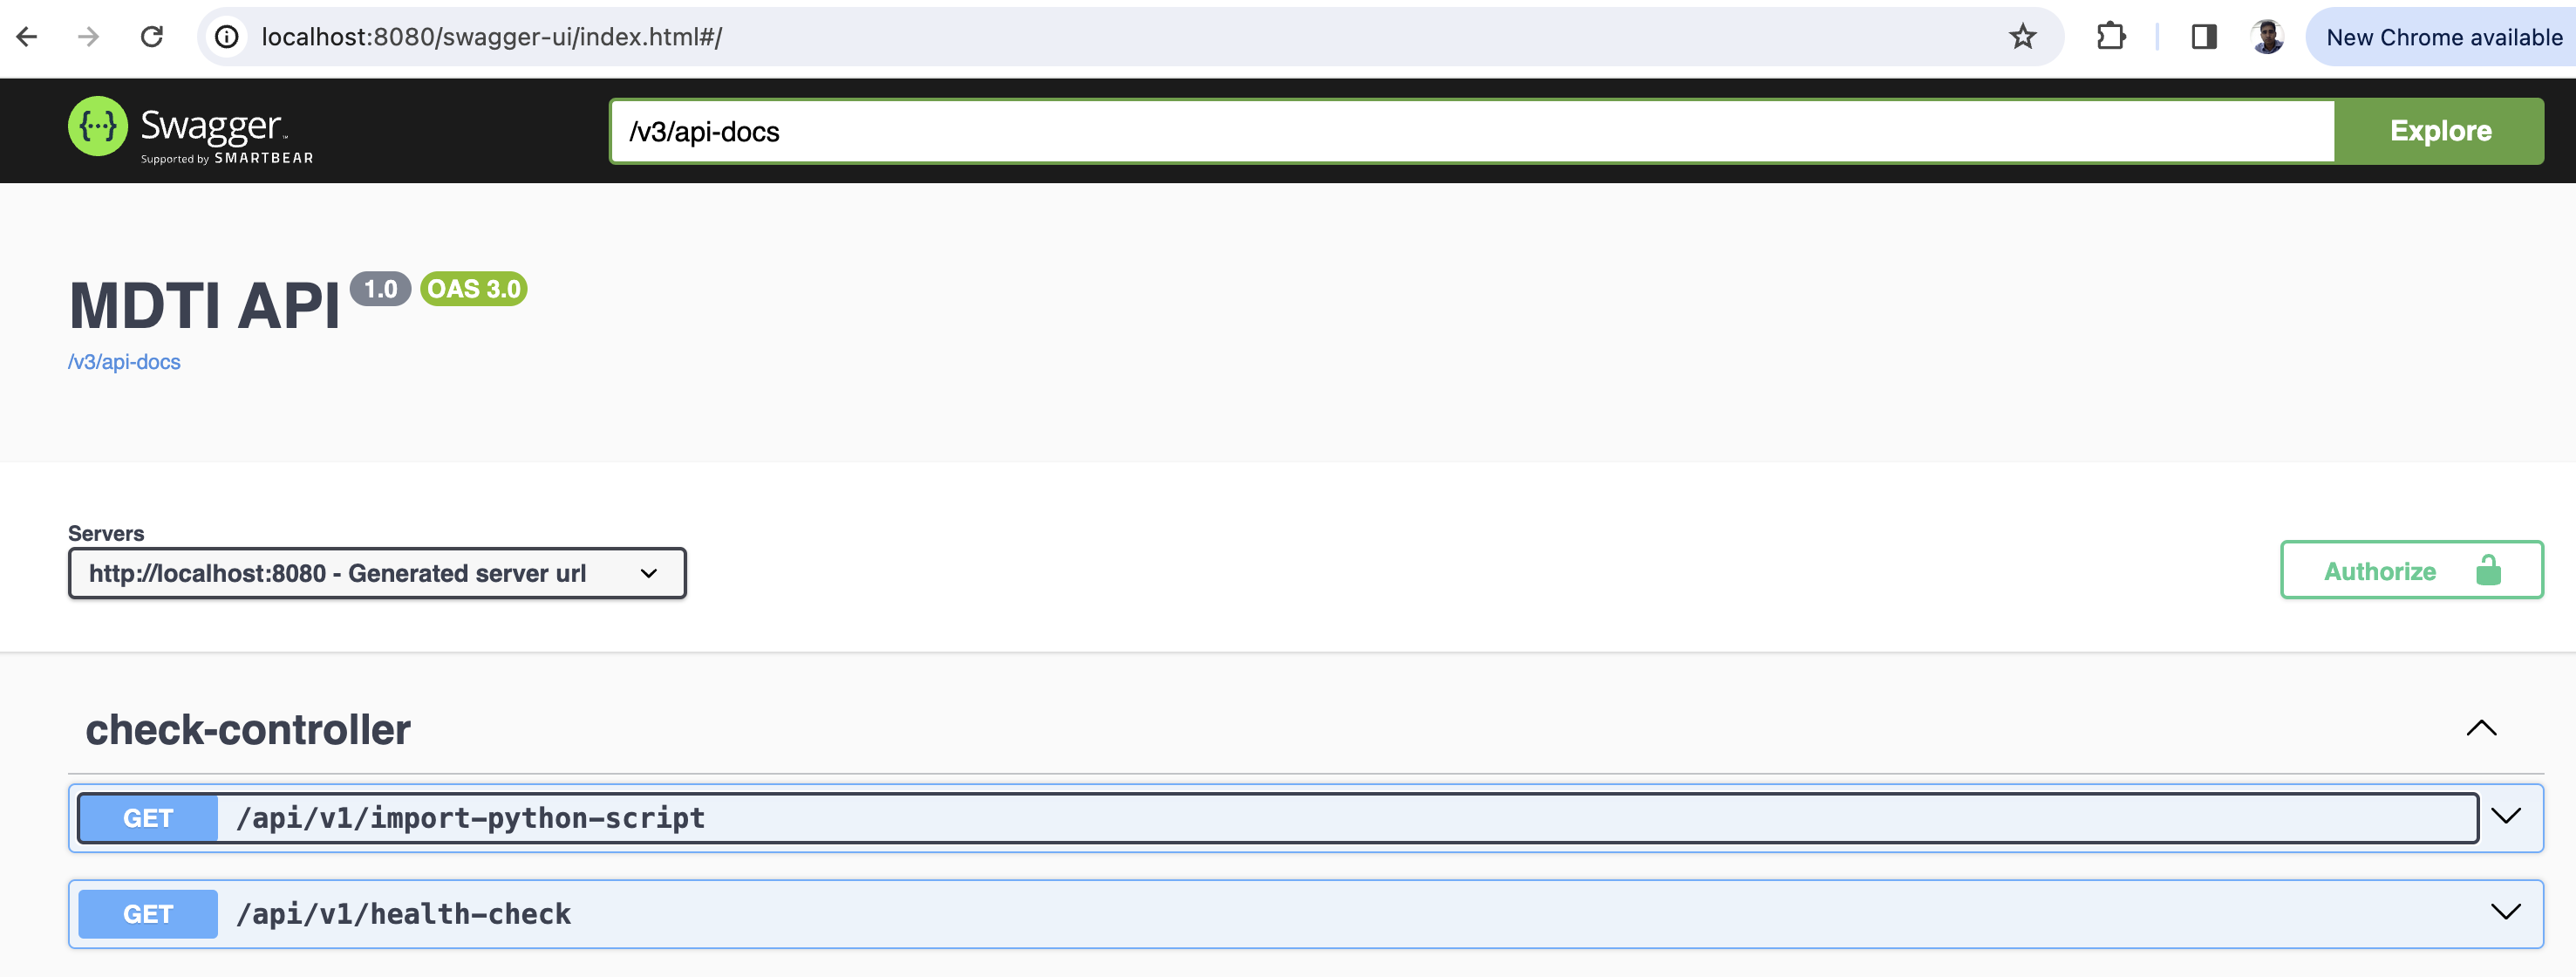 localhost:8080/swagger-ui/index.html#/
New Chrome available
{···} Swagger™
Supported by SMARTBEAR
/v3/api-docs
Explore
MDTI API 1.0 OAS 3.0
/v3/api-docs
Servers
http://localhost:8080 - Generated server url
Authorize
check-controller
GET /api/v1/import-python-script
GET /api/v1/health-check